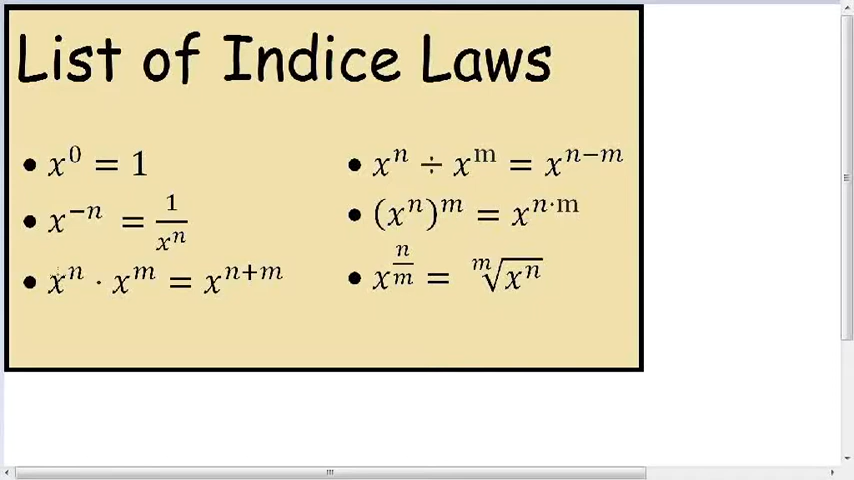 List of Indice Laws
• x⁰ = 1
• x⁻ⁿ = 1/xⁿ
• xⁿ · xᵐ = xⁿ⁺ᵐ
• xⁿ ÷ xᵐ = xⁿ⁻ᵐ
• (xⁿ)ᵐ = xⁿ·ᵐ
• x^(n/m) = ᵐ√xⁿ